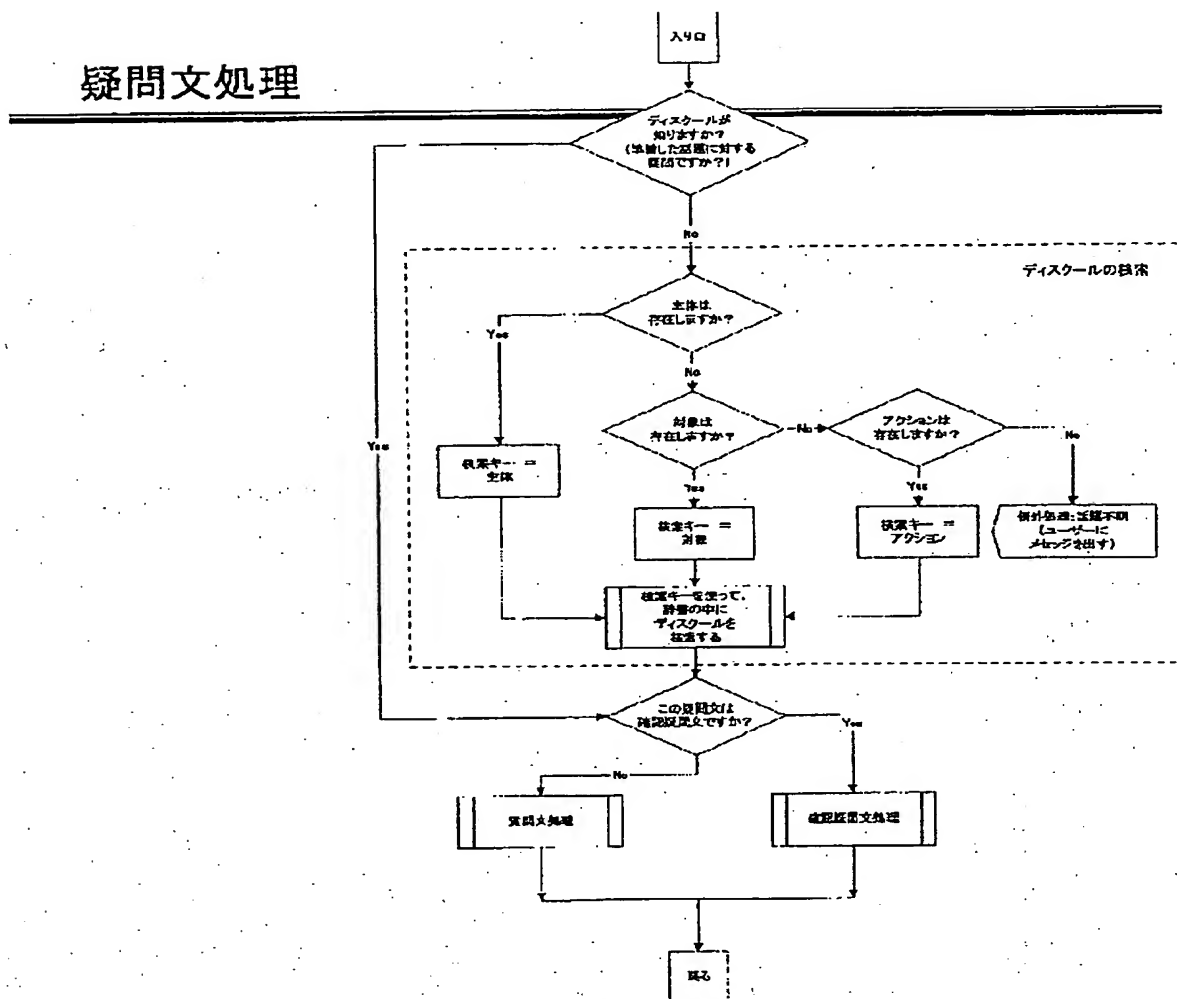 疑問文処理
入り口
ディスクールが
知りますか?
(準備した話題に対する
疑問ですか?)
No
Yes
ディスクールの検索
主体は
存在しますか?
Yes
No
対象は
存在しますか?
No
アクションは
存在しますか?
No
Yes
Yes
検索キー =
主体
検索キー =
対象
検索キー =
アクション
例外処理:話題不明
(ユーザーに
メセッジを出す)
検索キーを使って、
辞書の中に
ディスクールを
検索する
この疑問文は
確認疑問文ですか?
Yes
No
質問文処理
確認疑問文処理
戻る